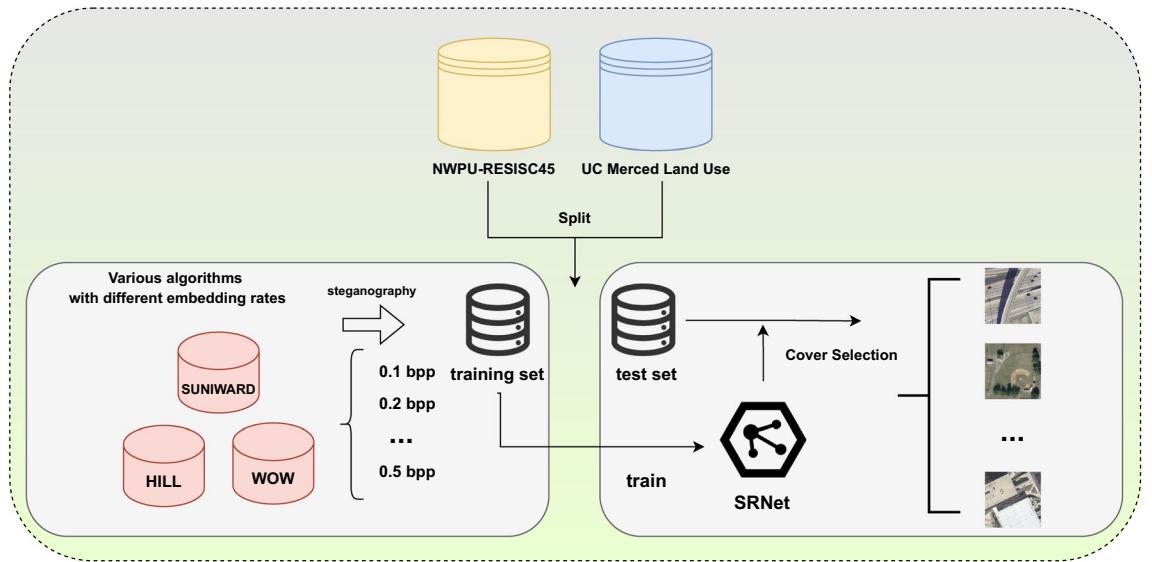 NWPU-RESISC45
UC Merced Land Use
Split
Various algorithms
with different embedding rates
steganography
SUNIWARD
HILL
WOW
0.1 bpp
0.2 bpp
...
0.5 bpp
training set
test set
Cover Selection
train
SRNet
...